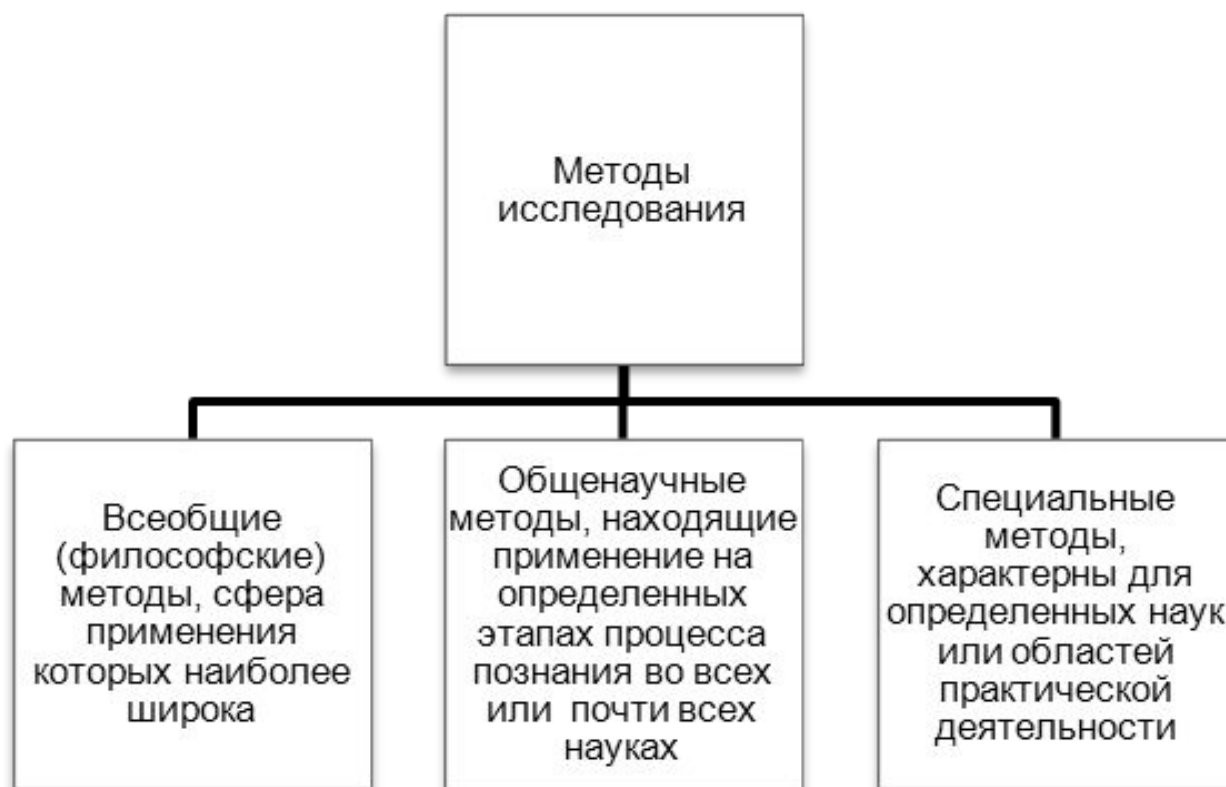 Методы
исследования
Всеобщие
(философские)
методы, сфера
применения
которых наиболее
широка
Общенаучные
методы, находящие
применение на
определенных
этапах процесса
познания во всех
или почти всех
науках
Специальные
методы,
характерны для
определенных наук
или областей
практической
деятельности